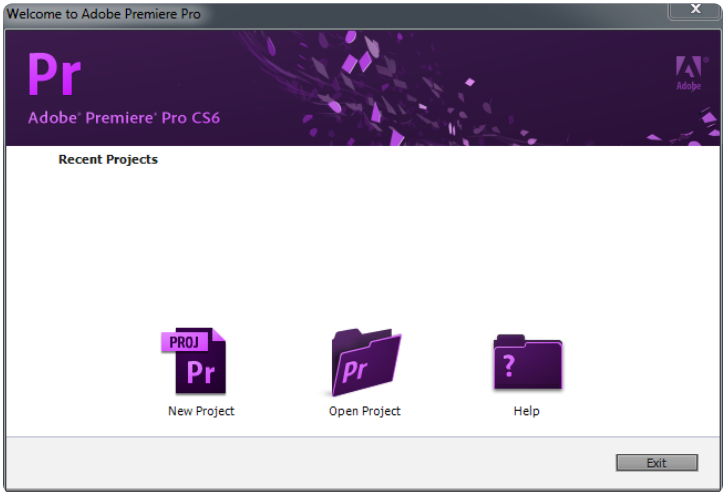 Welcome to Adobe Premiere Pro
X
Pr
Adobe® Premiere® Pro CS6
Adobe®
Recent Projects
PROJ
Pr
Pr
?
New Project
Open Project
Help
Exit